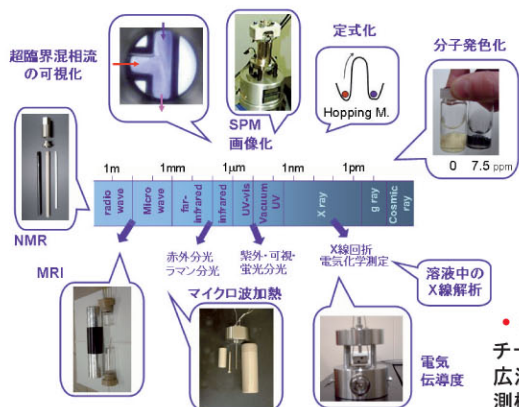 超臨界混相流
の可視化
SPM
画像化
定式化
Hopping M.
分子発色化
0 7.5 ppm
NMR
1m 1mm 1μm 1nm 1pm
radio wave
Micro wave
far-infrared
infrared
UV-vis
Vacuum UV
X ray
g ray
Cosmic ray
MRI
赤外分光
ラマン分光
紫外・可視・
蛍光分光
X線回折
電気化学測定
溶液中の
X線解析
マイクロ波加熱
電気
伝導度